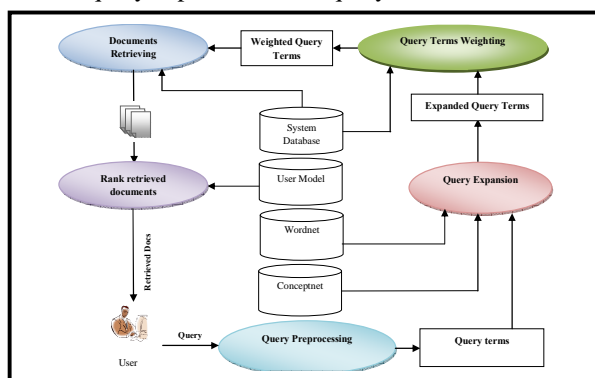 Documents
Retrieving
Weighted Query
Terms
Query Terms Weighting
Expanded Query Terms
System
Database
Rank retrieved
documents
User Model
Query Expansion
Wordnet
Retrieved Docs
Conceptnet
User
Query
Query Preprocessing
Query terms